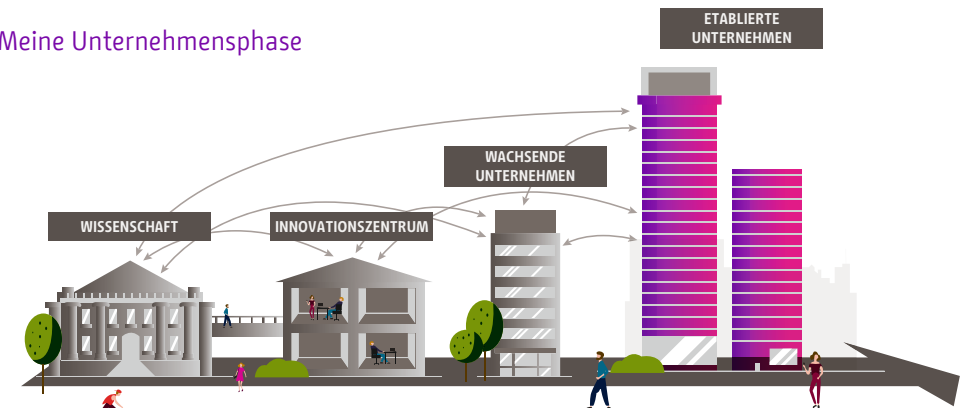 Meine Unternehmensphase
ETABLIERTE
UNTERNEHMEN
WACHSENDE
UNTERNEHMEN
WISSENSCHAFT
INNOVATIONSZENTRUM